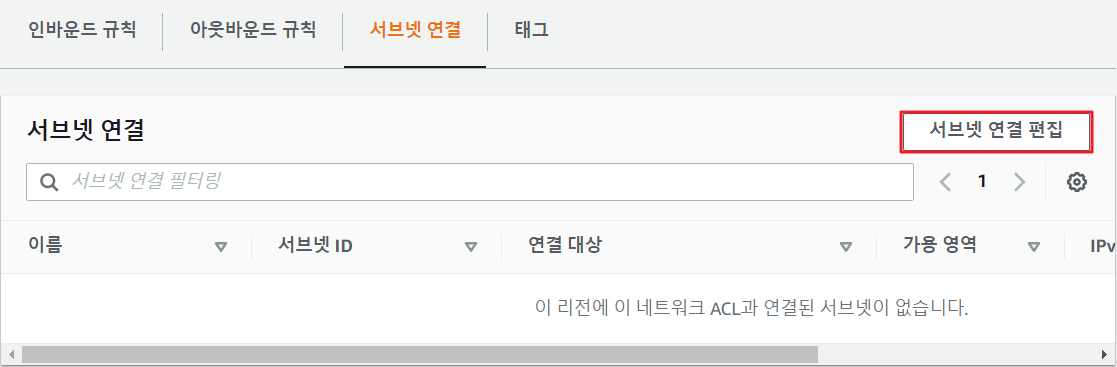 인바운드 규칙 아웃바운드 규칙 서브넷 연결 태그
서브넷 연결 서브넷 연결 편집
서브넷 연결 필터링 1
이름 서브넷 ID 연결 대상 가용 영역 IPv
이 리전에 이 네트워크 ACL과 연결된 서브넷이 없습니다.